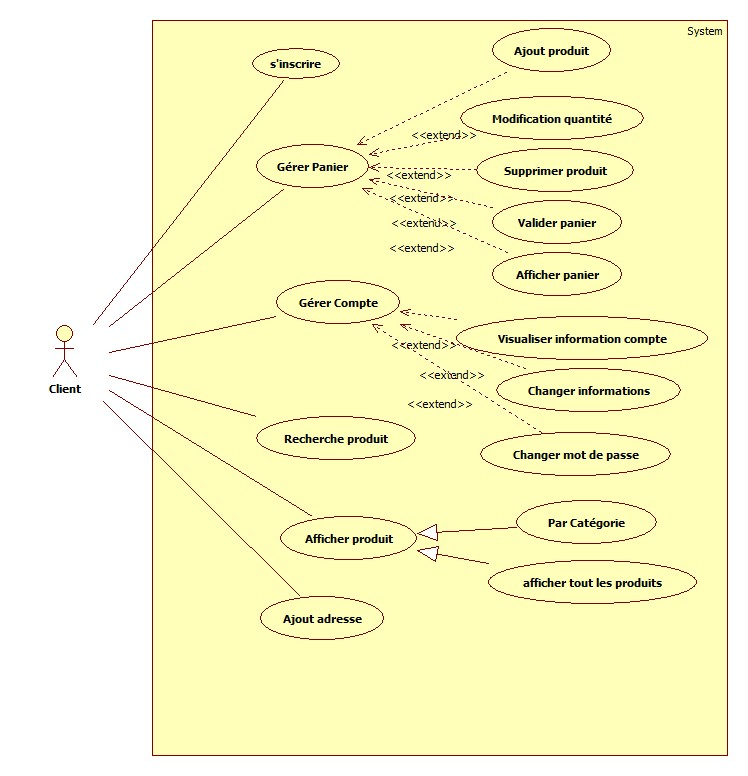 System
s'inscrire
Ajout produit
Modification quantité
<<extend>>
Gérer Panier
Supprimer produit
<<extend>>
<<extend>>
Valider panier
<<extend>>
<<extend>>
Afficher panier
Gérer Compte
Visualiser information compte
<<extend>>
<<extend>>
Changer informations
<<extend>>
Client
Recherche produit
Changer mot de passe
Par Catégorie
Afficher produit
afficher tout les produits
Ajout adresse